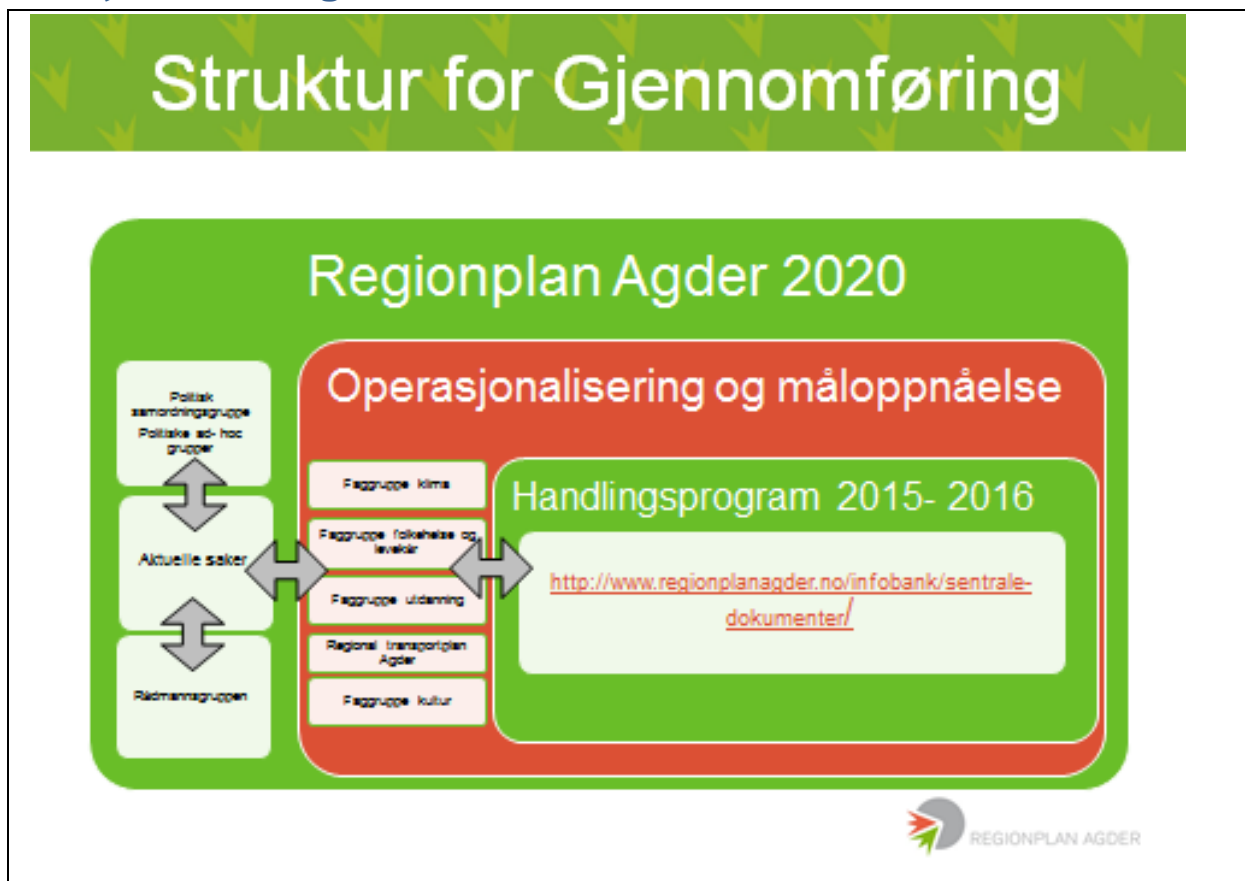 Struktur for Gjennomføring
Regionplan Agder 2020
Politisk
samordningsgruppe
Politiske ad- hoc
grupper
Aktuelle saker
Rådmannsgruppen
Operasjonalisering og måloppnåelse
Faggruppe klima
Faggruppe folkehelse og
levekår
Faggruppe utdanning
Regional transportplan
Agder
Faggruppe kultur
Handlingsprogram 2015- 2016
http://www.regionplanagder.no/infobank/sentrale-
dokumenter/
REGIONPLAN AGDER